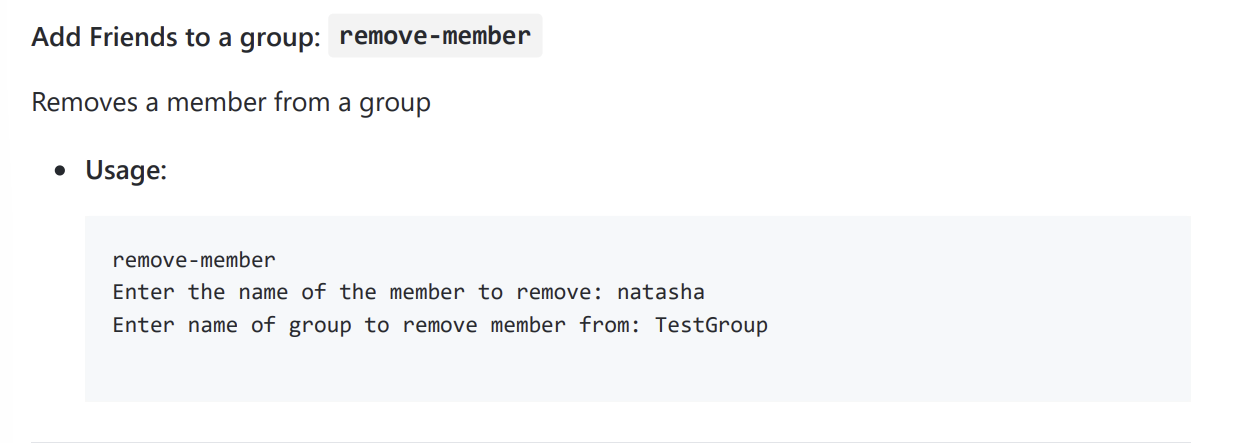 Add Friends to a group: remove-member
Removes a member from a group
Usage:
remove-member
Enter the name of the member to remove: natasha
Enter name of group to remove member from: TestGroup